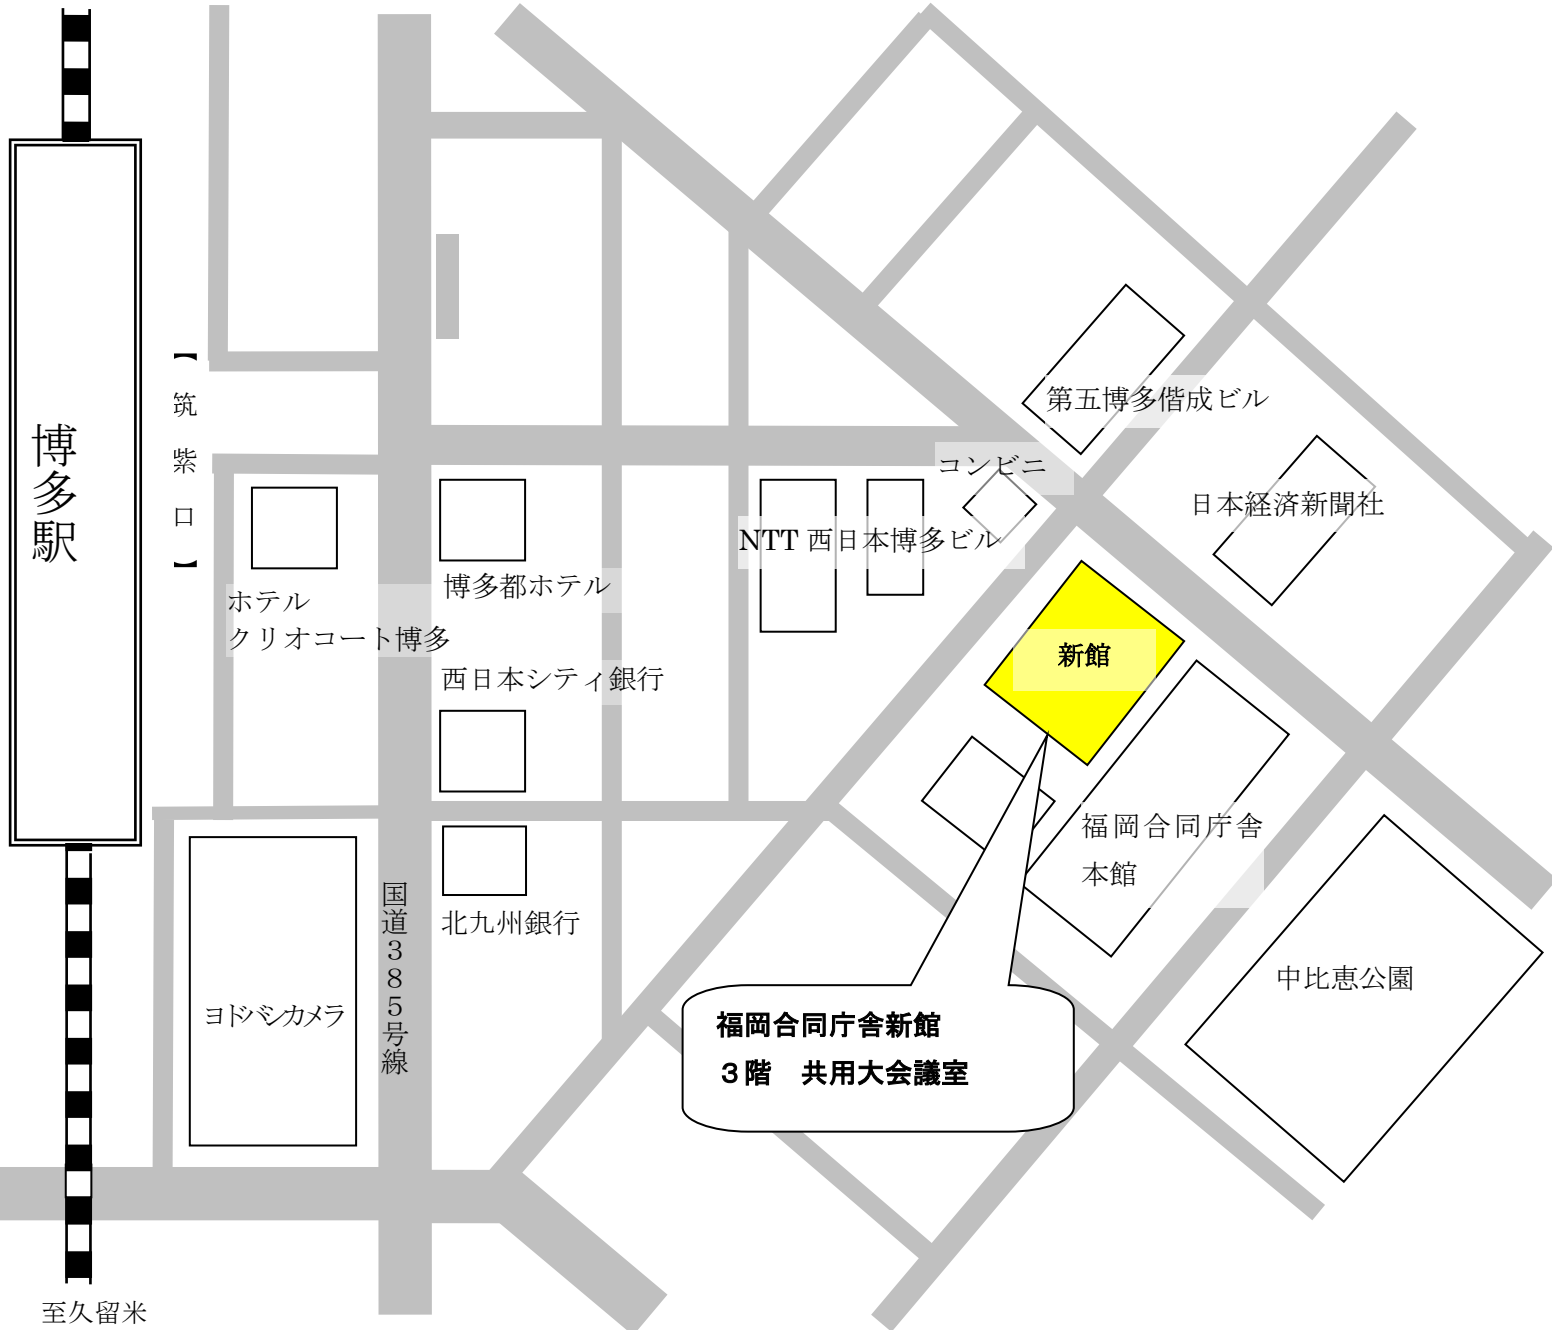 博多駅
【筑紫口】
ホテル
クリオコート博多
博多都ホテル
西日本シティ銀行
北九州銀行
ヨドバシカメラ
国道３８５号線
至久留米
NTT 西日本博多ビル
コンビニ
第五博多偕成ビル
日本経済新聞社
新館
福岡合同庁舎
本館
中比恵公園
福岡合同庁舎新館
３階　共用大会議室